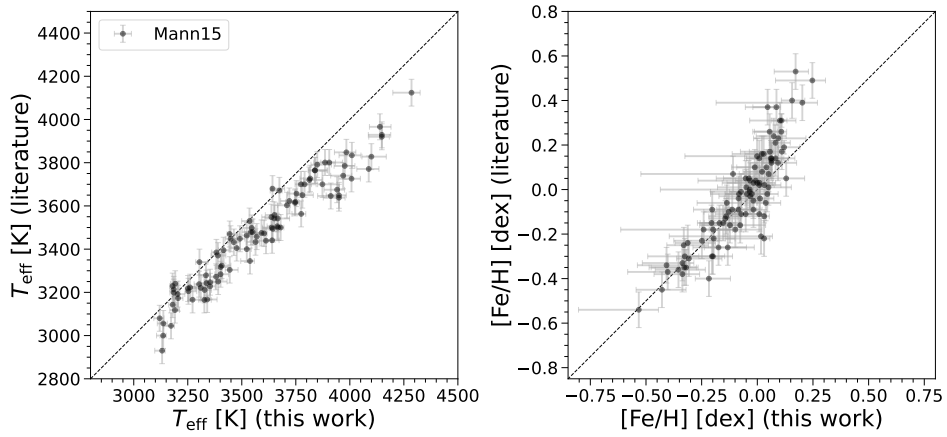 4400
4200
4000
3800
3600
3400
3200
3000
2800
T_eff [K] (literature)
Mann15
3000 3250 3500 3750 4000 4250 4500
T_eff [K] (this work)
0.8
0.6
0.4
0.2
0.0
−0.2
−0.4
−0.6
−0.8
[Fe/H] [dex] (literature)
−0.75 −0.50 −0.25 0.00 0.25 0.50 0.75
[Fe/H] [dex] (this work)